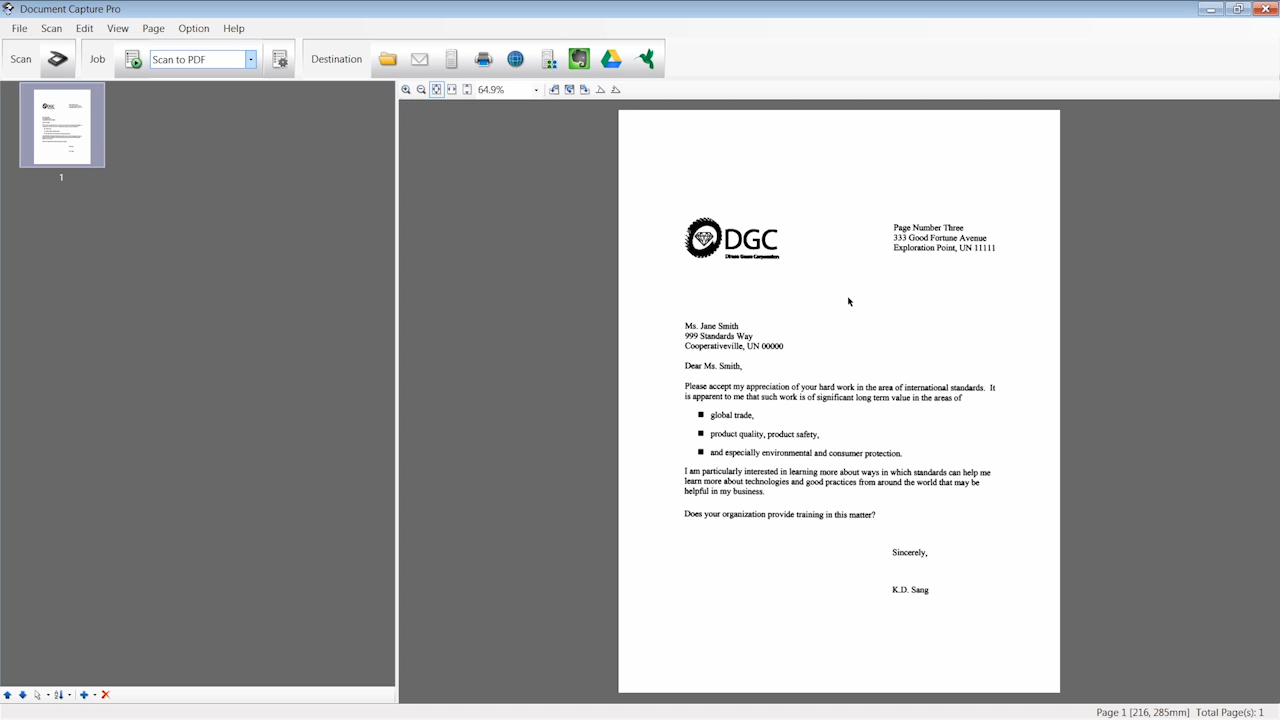 Document Capture Pro
File Scan Edit View Page Option Help
Scan Job Scan to PDF Destination
64.9%
1
DGC
Page Number Three
333 Good Fortune Avenue
Exploration Point, UN 11111
Ms. Jane Smith
999 Standards Way
Cooperativeville, UN 00000
Dear Ms. Smith,
Please accept my appreciation of your hard work in the area of international standards. It
is apparent to me that such work is of significant long term value in the areas of
■ global trade,
■ product quality, product safety,
■ and especially environmental and consumer protection.
I am particularly interested in learning more about ways in which standards can help me
learn more about technologies and good practices from around the world that may be
helpful in my business.
Does your organization provide training in this matter?
Sincerely,
K.D. Sang
Page 1 [216, 285mm] Total Page(s): 1